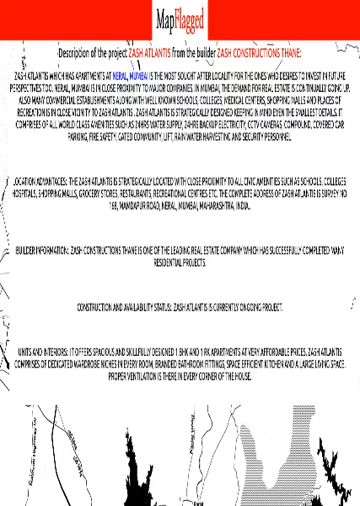 MapFlagged
Description of the project ZASH ATLANTIS from the builder ZASH CONSTRUCTIONS THANE:
ZASH ATLANTIS WHICH HAS APARTMENTS AT NERAL, MUMBAI IS THE MOST SOUGHT AFTER LOCALITY FOR THE ONES WHO DESIRES TO INVEST IN FUTURE
PERSPECTIVES TOO. NERAL, MUMBAI IS IN CLOSE PROXIMITY TO MAJOR COMPANIES. IN MUMBAI, THE DEMAND FOR REAL ESTATE IS CONTINUALLY GOING UP.
ALSO MANY COMMERCIAL ESTABLISHMENTS ALONG WITH WELL KNOWN SCHOOLS, COLLEGES, MEDICAL CENTERS, SHOPPING MALLS AND PLACES OF
RECREATION IS IN CLOSE VICINITY TO ZASH ATLANTIS. ZASH ATLANTIS IS STRATEGICALLY DESIGNED KEEPING IN MIND EVEN THE SMALLEST DETAILS. IT
COMPRISES OF ALL WORLD CLASS AMENITIES SUCH AS 24HRS WATER SUPPLY, 24HRS BACKUP ELECTRICITY, CCTV CAMERAS, COMPOUND, COVERED CAR
PARKING, FIRE SAFETY, GATED COMMUNITY, LIFT, RAIN WATER HARVESTING AND SECURITY PERSONNEL.
LOCATION ADVANTAGES: THE ZASH ATLANTIS IS STRATEGICALLY LOCATED WITH CLOSE PROXIMITY TO ALL CIVIC AMENITIES SUCH AS SCHOOLS, COLLEGES
HOSPITALS, SHOPPING MALLS, GROCERY STORES, RESTAURANTS, RECREATIONAL CENTRES ETC. THE COMPLETE ADDRESS OF ZASH ATLANTIS IS SURVEY NO
168, MAMDAPUR ROAD, NERAL, MUMBAI, MAHARASHTRA, INDIA..
BUILDER INFORMATION: ZASH CONSTRUCTIONS THANE IS ONE OF THE LEADING REAL ESTATE COMPANY WHICH HAS SUCCESSFULLY COMPLETED MANY
RESIDENTIAL PROJECTS.
CONSTRUCTION AND AVAILABILITY STATUS: ZASH ATLANTIS IS CURRENTLY ONGOING PROJECT.
UNITS AND INTERIORS: IT OFFERS SPACIOUS AND SKILLFULLY DESIGNED 1 BHK AND 1 RK APARTMENTS AT VERY AFFORDABLE PRICES. ZASH ATLANTIS
COMPRISES OF DEDICATED WARDROBE NICHES IN EVERY ROOM, BRANDED BATHROOM FITTINGS, SPACE EFFICIENT KITCHEN AND A LARGE LIVING SPACE.
PROPER VENTILATION IS THERE IN EVERY CORNER OF THE HOUSE.